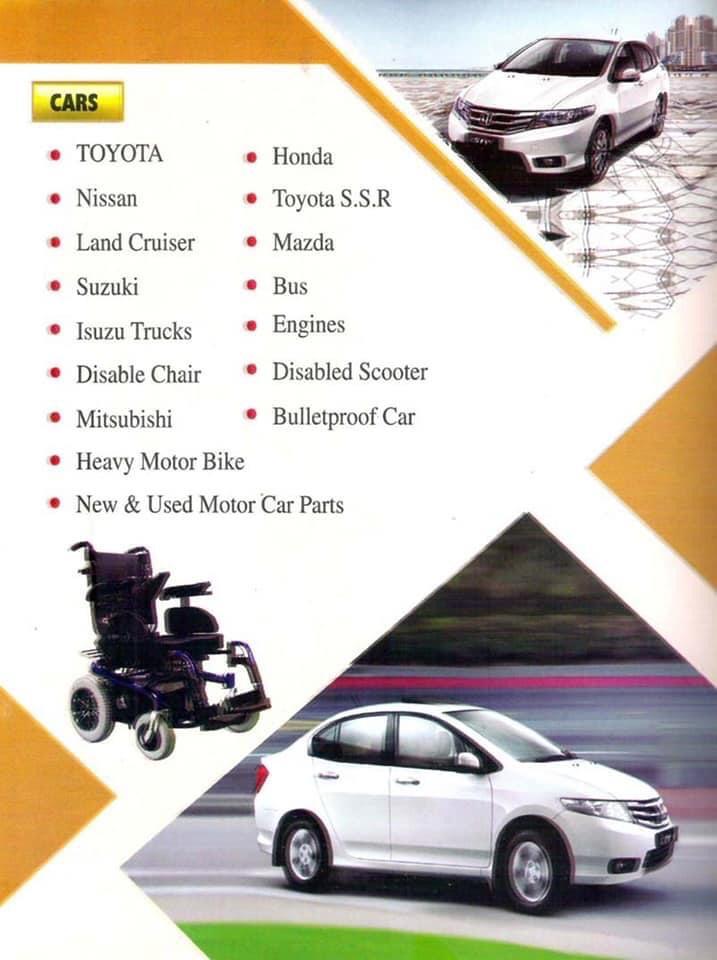 CARS
TOYOTA
Nissan
Land Cruiser
Suzuki
Isuzu Trucks
Disable Chair
Mitsubishi
Heavy Motor Bike
New & Used Motor Car Parts
Honda
Toyota S.S.R
Mazda
Bus
Engines
Disabled Scooter
Bulletproof Car